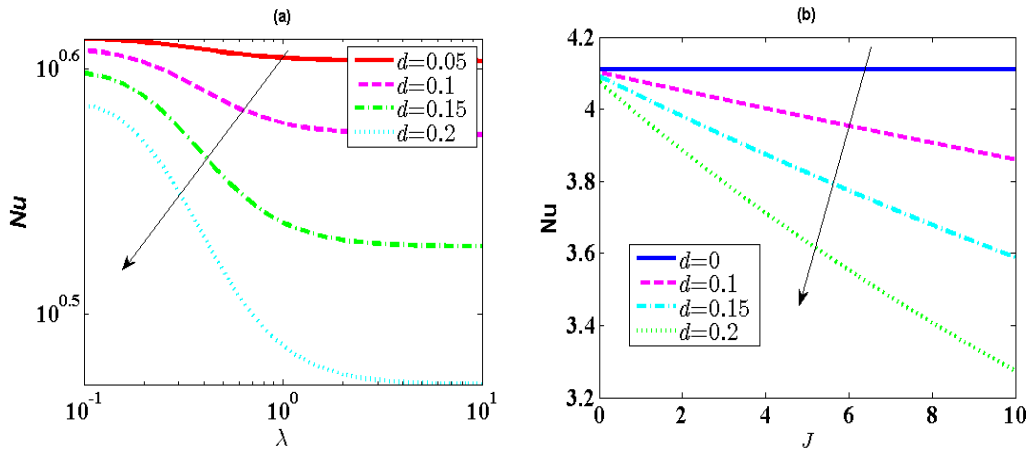 (a)
10^0.6
10^0.5
Nu
d=0.05
d=0.1
d=0.15
d=0.2
10^-1
10^0
10^1
λ
(b)
4.2
4
3.8
3.6
3.4
3.2
Nu
d=0
d=0.1
d=0.15
d=0.2
0
2
4
6
8
10
J